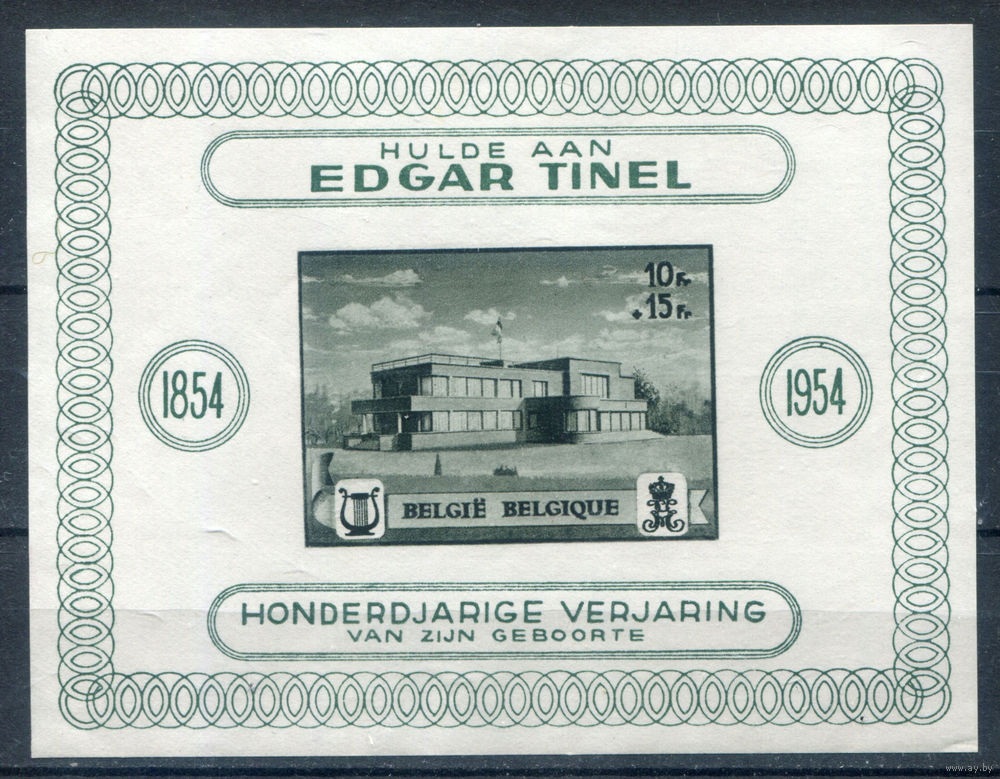 HULDE AAN
EDGAR TINEL
10Fr
+15Fr
1854
1954
BELGIË BELGIQUE
HONDERDJARIGE VERJARING
VAN ZIJN GEBOORTE
www.ay.by